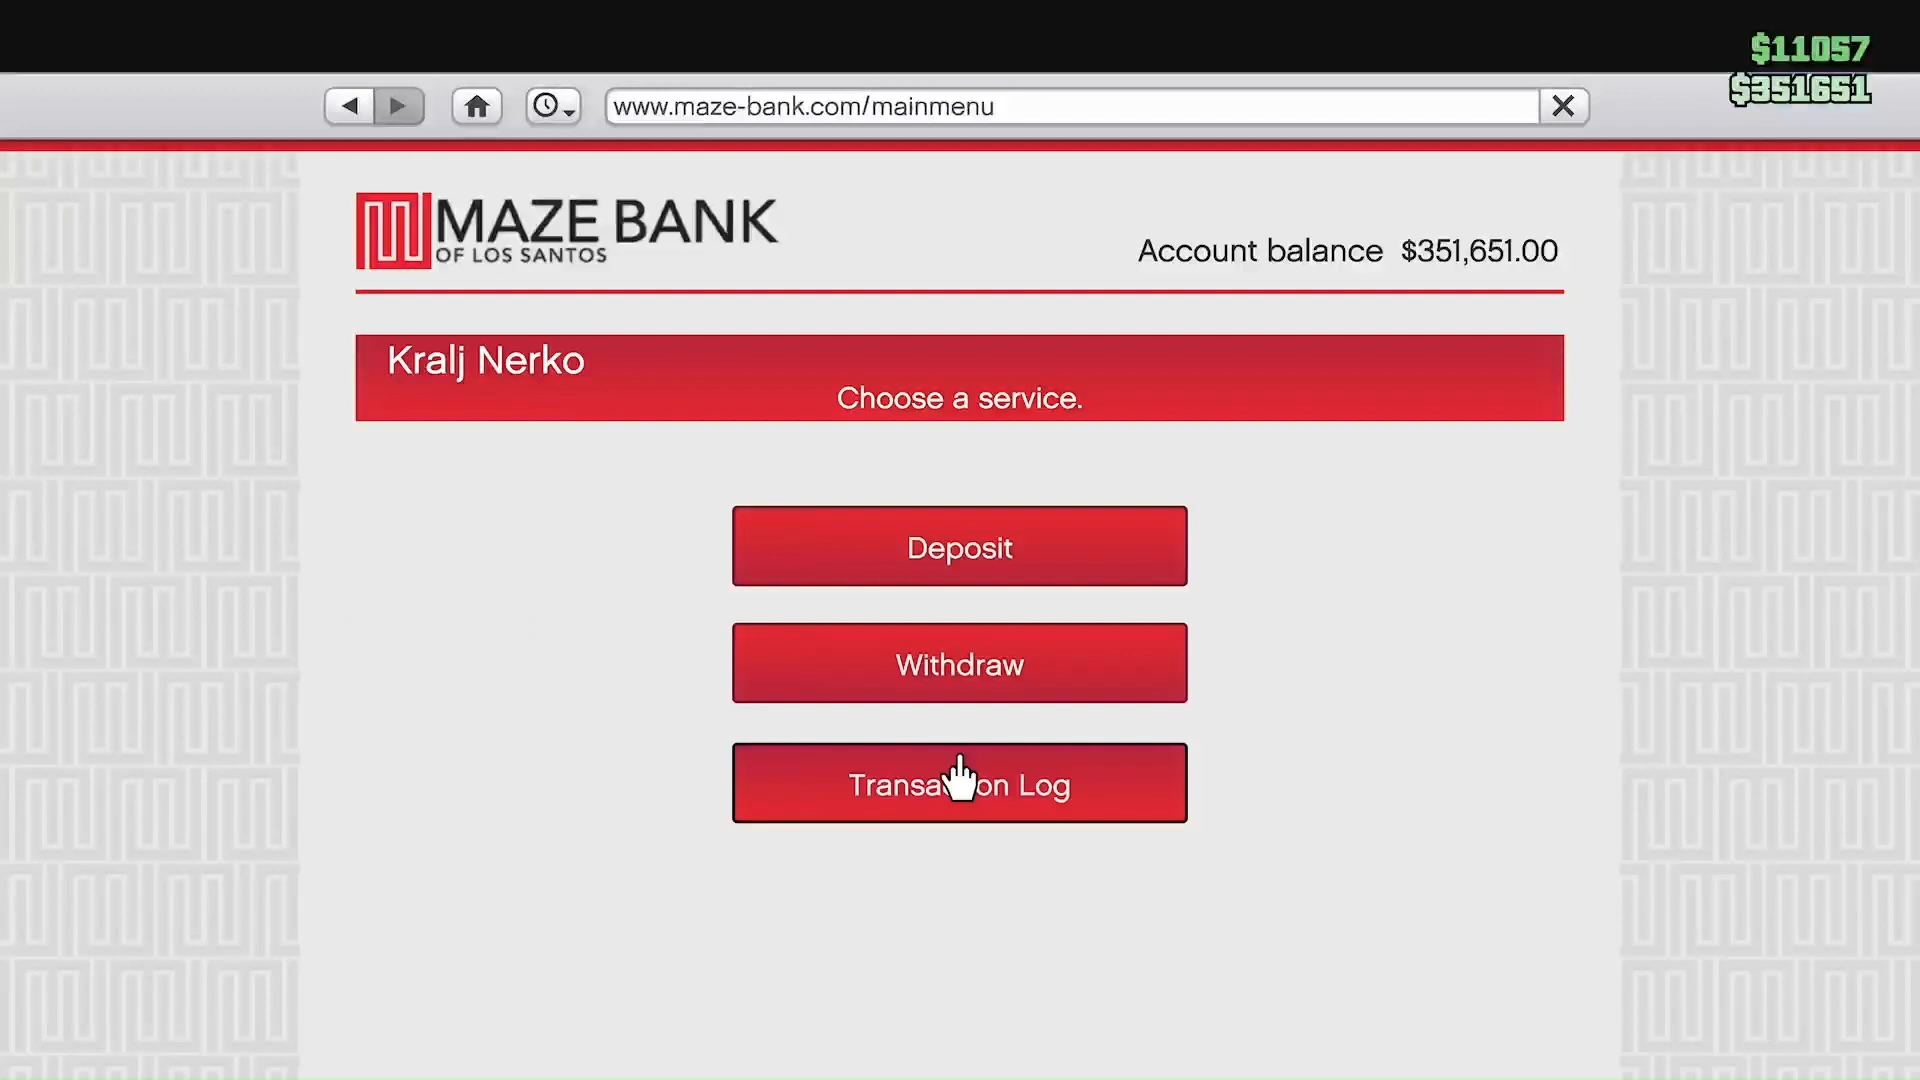 $11057
$351651
www.maze-bank.com/mainmenu
MAZE BANK
OF LOS SANTOS
Account balance $351,651.00
Kralj Nerko
Choose a service.
Deposit
Withdraw
Transaction Log